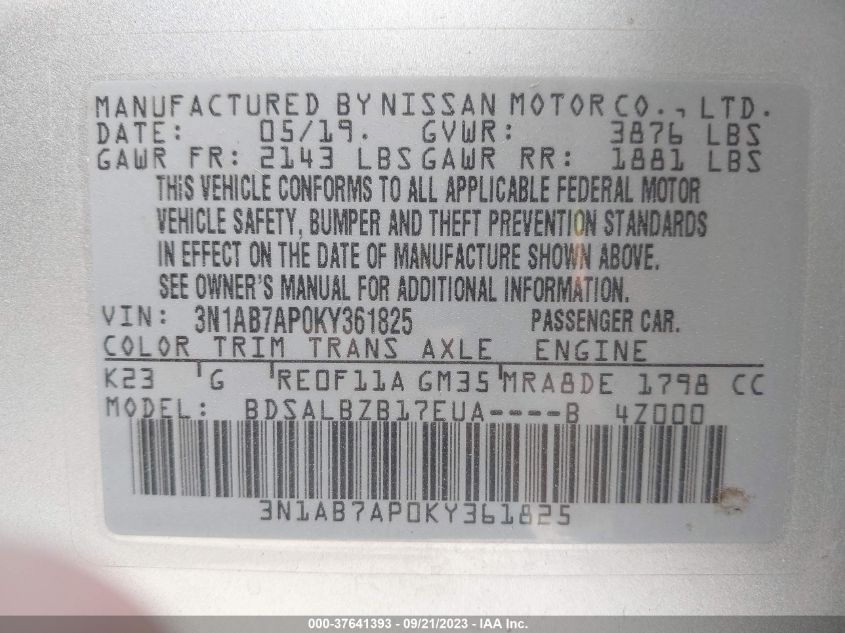 MANUFACTURED BY NISSAN MOTOR CO., LTD.
DATE: 05/19. GVWR: 3876 LBS
GAWR FR: 2143 LBS GAWR RR: 1881 LBS
THIS VEHICLE CONFORMS TO ALL APPLICABLE FEDERAL MOTOR
VEHICLE SAFETY, BUMPER AND THEFT PREVENTION STANDARDS
IN EFFECT ON THE DATE OF MANUFACTURE SHOWN ABOVE.
SEE OWNER'S MANUAL FOR ADDITIONAL INFORMATION.
VIN: 3N1AB7AP0KY361825 PASSENGER CAR.
COLOR TRIM TRANS AXLE ENGINE
K23 G RE0F11A GM35 MRA8DE 1798 CC
MODEL: BDSALBZB17EUA----B 4Z000
3N1AB7AP0KY361825
000-37641393 - 09/21/2023 - IAA Inc.